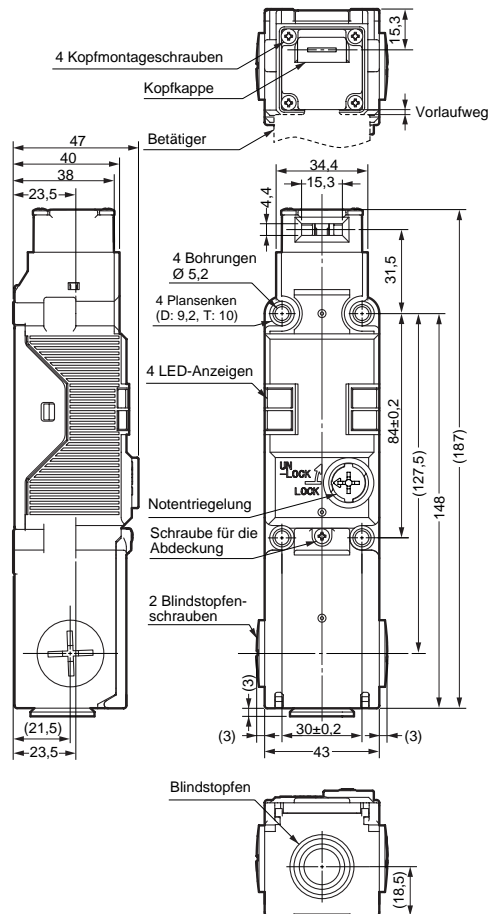 15,3
4 Kopfmontageschrauben
Kopfkappe
Vorlaufweg
Betätiger
47
40
38
23,5
34,4
15,3
4,4
4 Bohrungen
Ø 5,2
31,5
4 Plansenken
(D: 9,2, T: 10)
4 LED-Anzeigen
84±0,2
(127,5)
148
(187)
UN
-LOCK
LOCK
Notentriegelung
Schraube für die
Abdeckung
2 Blindstopfen-
schrauben
(3)
(21,5)
23,5
(3)
30±0,2
(3)
43
Blindstopfen
(18,5)